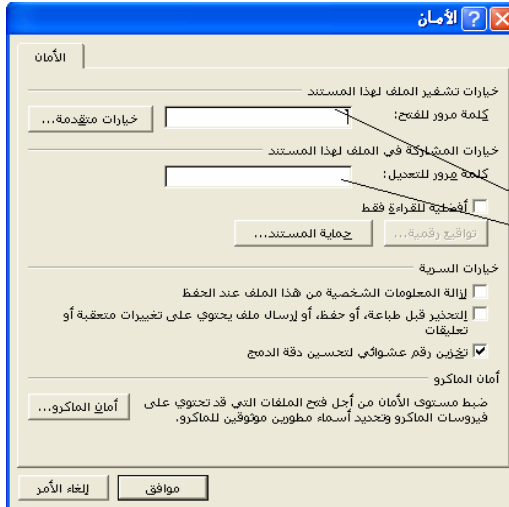 الأمان
الأمان
خيارات تشفير الملف لهذا المستند
كلمة مرور للفتح:
خيارات متقدمة...
خيارات المشاركة في الملف لهذا المستند
كلمة مرور للتعديل:
أفضلية للقراءة فقط
تواقيع رقمية...
حماية المستند...
خيارات السرية
إزالة المعلومات الشخصية من هذا الملف عند الحفظ
التحذير قبل طباعة، أو حفظ، أو إرسال ملف يحتوي على تغييرات متعقبة أو
تعليقات
تخزين رقم عشوائي لتحسين دقة الدمج
أمان الماكرو
ضبط مستوى الأمان من أجل فتح الملفات التي قد تحتوي على
فيروسات الماكرو وتحديد أسماء مطورين موثوقين للماكرو.
أمان الماكرو...
موافق
إلغاء الأمر